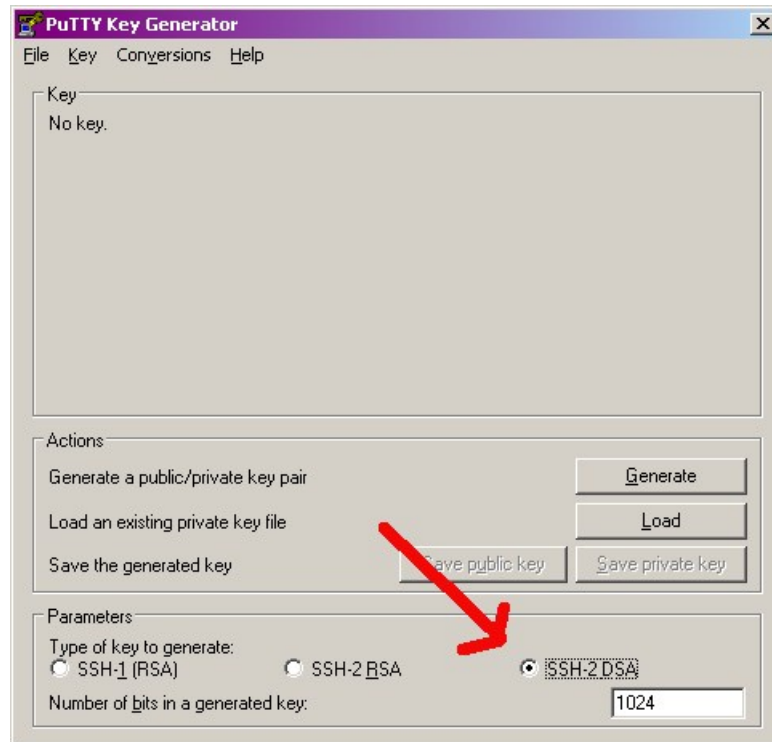 PuTTY Key Generator
File Key Conversions Help
Key
No key.
Actions
Generate a public/private key pair
Generate
Load an existing private key file
Load
Save the generated key
Save public key
Save private key
Parameters
Type of key to generate:
SSH-1 (RSA)
SSH-2 RSA
SSH-2 DSA
Number of bits in a generated key:
1024